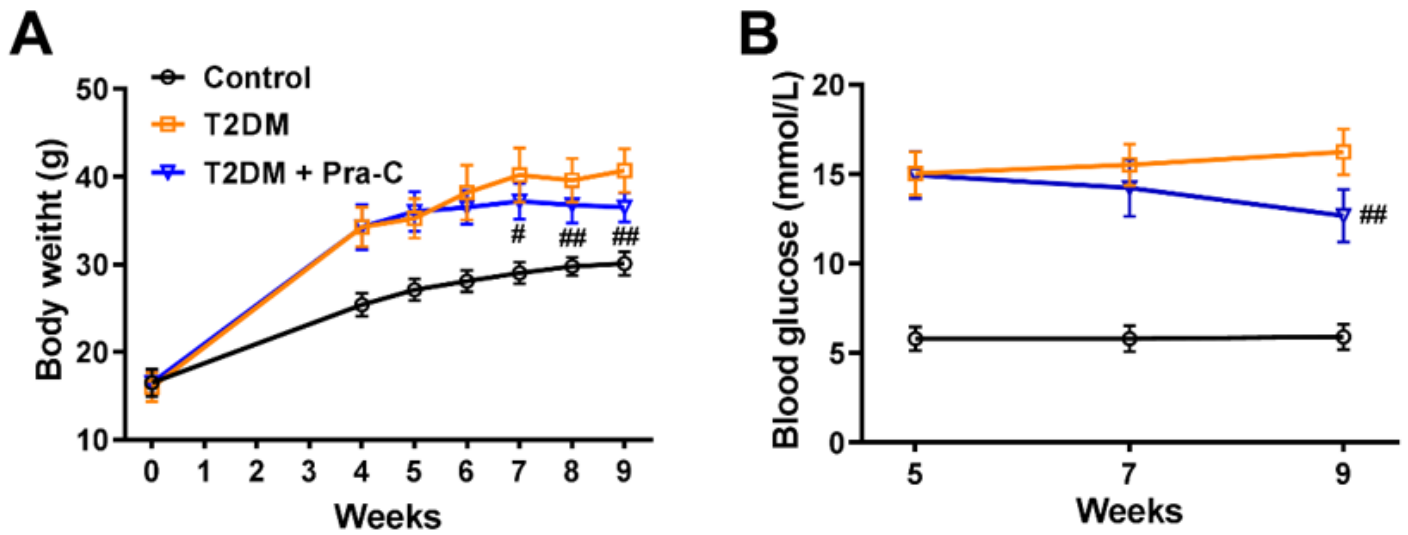 A
Control
T2DM
T2DM + Pra-C
Body weitht (g)
50
40
30
20
10
# ## ##
0 1 2 3 4 5 6 7 8 9
Weeks
B
Blood glucose (mmol/L)
20
15
10
5
0
##
5 7 9
Weeks